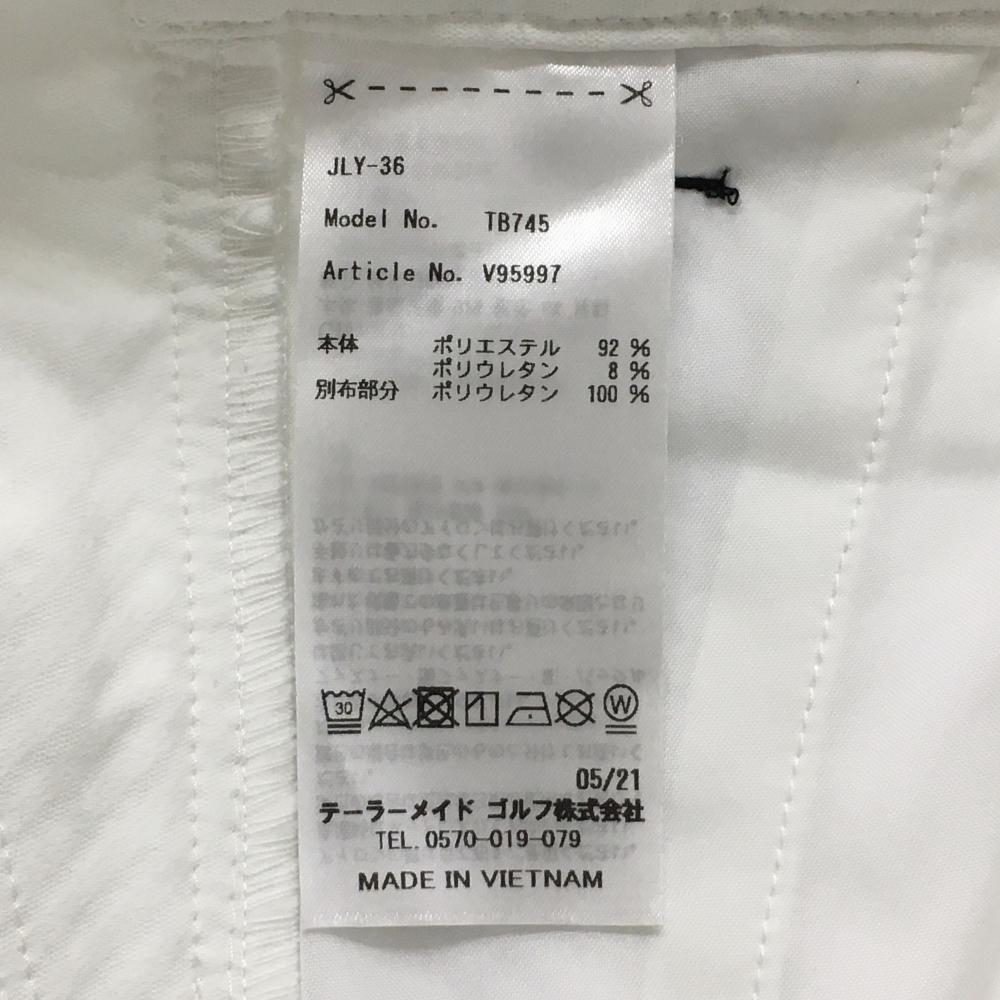 JLY-36
Model No. TB745
Article No. V95997
本体 ポリエステル 92 %
ポリウレタン 8 %
別布部分 ポリウレタン 100 %
30
W
05/21
テーラーメイド ゴルフ株式会社
TEL. 0570-019-079
MADE IN VIETNAM